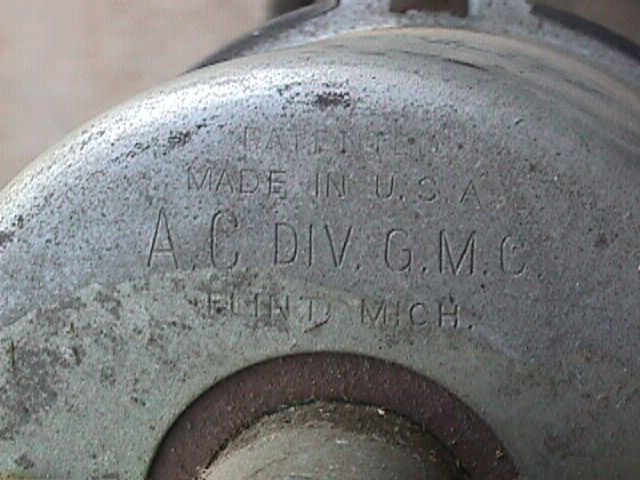 PATENTED
MADE IN U.S.A.
A.C DIV. G.M.C.
FLINT, MICH.